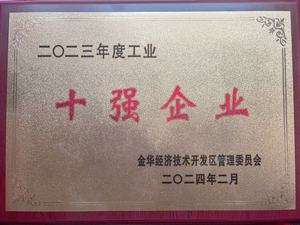 二〇二三年度工业
十强企业
金华经济技术开发区管理委员会
二〇二四年二月